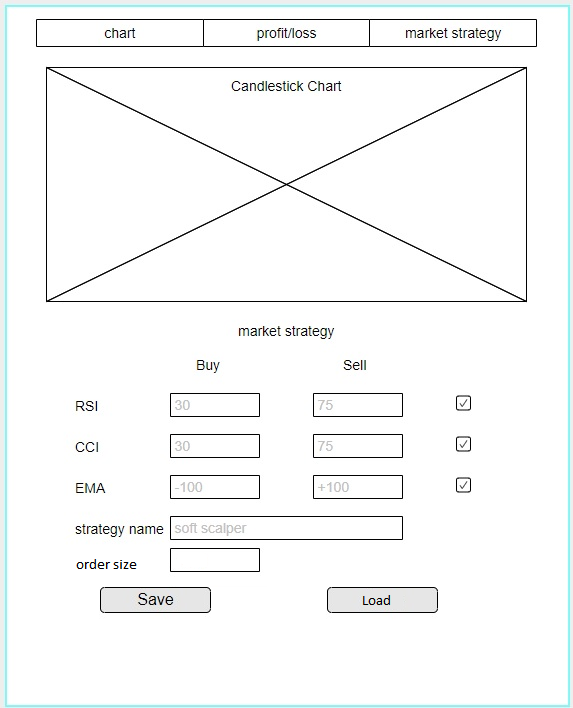 chart profit/loss market strategy
Candlestick Chart
market strategy
Buy Sell
RSI 30 75
CCI 30 75
EMA -100 +100
strategy name soft scalper
order size
Save Load